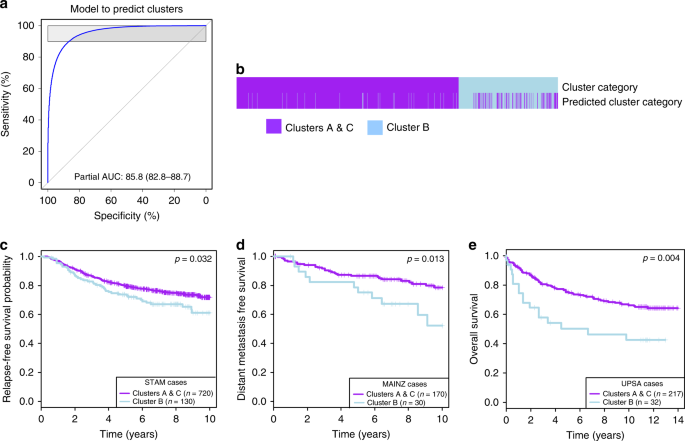 a
Model to predict clusters
100
80
60
40
20
0
Sensitivity (%)
Partial AUC: 85.8 (82.8–88.7)
100 80 60 40 20 0
Specificity (%)
b
Cluster category
Predicted cluster category
Clusters A & C
Cluster B
c
p = 0.032
1.0
0.8
0.6
0.4
0.2
0.0
Relapse-free survival probability
STAM cases
Clusters A & C (n = 720)
Cluster B (n = 130)
0 2 4 6 8 10
Time (years)
d
p = 0.013
1.0
0.8
0.6
0.4
0.2
0.0
Distant metastasis free survival
MAINZ cases
Clusters A & C (n = 170)
Cluster B (n = 30)
0 2 4 6 8 10
Time (years)
e
p = 0.004
1.0
0.8
0.6
0.4
0.2
0.0
Overall survival
UPSA cases
Clusters A & C (n = 217)
Cluster B (n = 32)
0 2 4 6 8 10 12 14
Time (years)